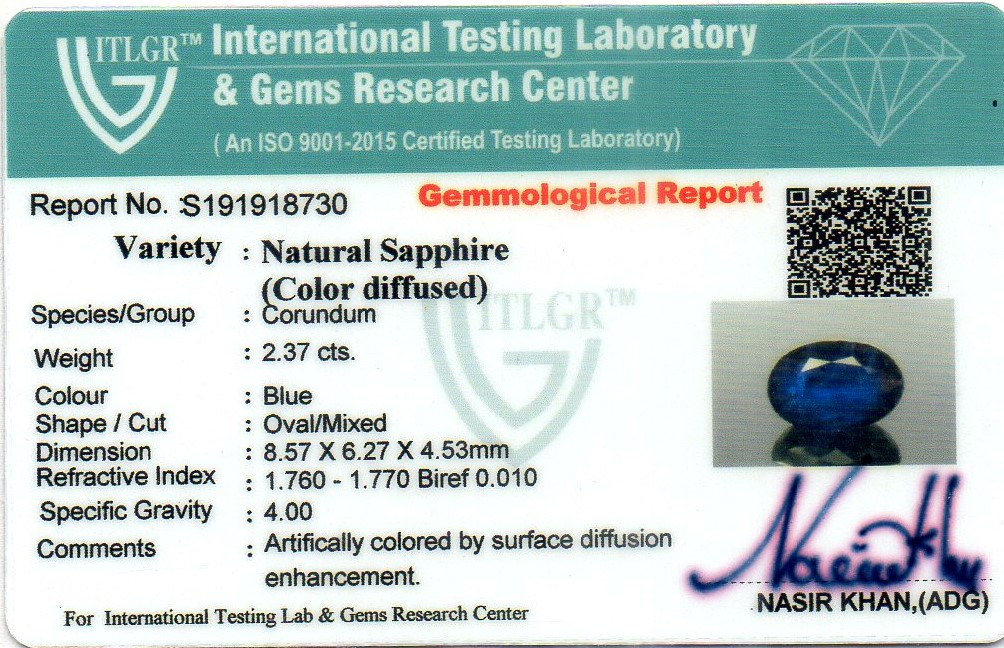 ITLGR™ International Testing Laboratory
& Gems Research Center
( An ISO 9001-2015 Certified Testing Laboratory)
Report No. S191918730
Gemmological Report
Variety : Natural Sapphire
(Color diffused)
ITLGR™
Species/Group : Corundum
Weight : 2.37 cts.
Colour : Blue
Shape / Cut : Oval/Mixed
Dimension : 8.57 X 6.27 X 4.53mm
Refractive Index : 1.760 - 1.770 Biref 0.010
Specific Gravity : 4.00
Comments : Artifically colored by surface diffusion
enhancement.
NASIR KHAN,(ADG)
For International Testing Lab & Gems Research Center